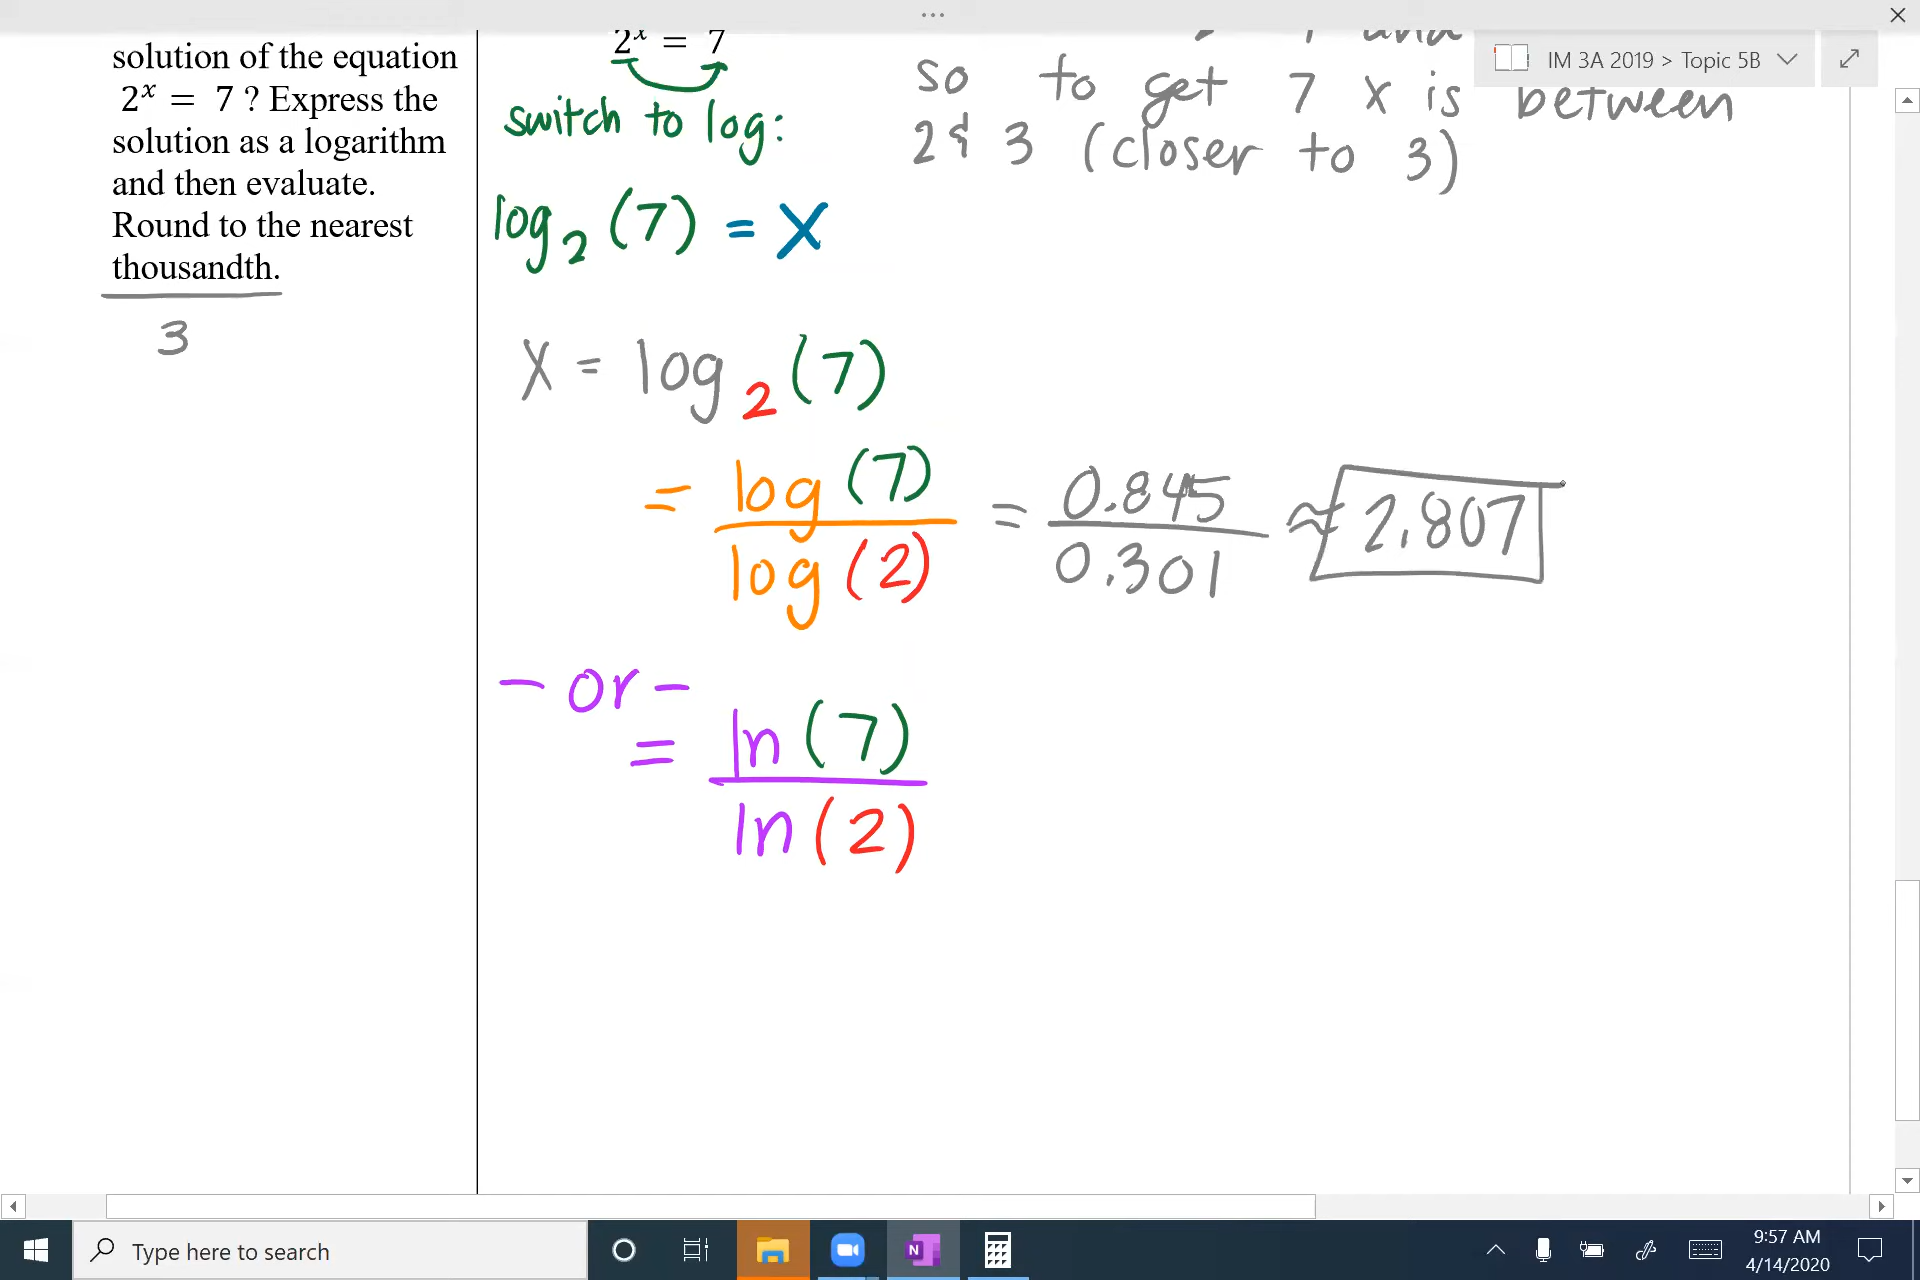 ...
IM 3A 2019 > Topic 5B
solution of the equation
2ˣ = 7 ? Express the
solution as a logarithm
and then evaluate.
Round to the nearest
thousandth.
3
2ˣ = 7
switch to log:
log₂ (7) = X
and
so to get 7 x is between
2 & 3 (closer to 3)
X = log₂ (7)
= log (7) / log (2) = 0.845 / 0.301 ≈ 2.807
- or -
= ln (7) / ln (2)
Type here to search
N
9:57 AM
4/14/2020